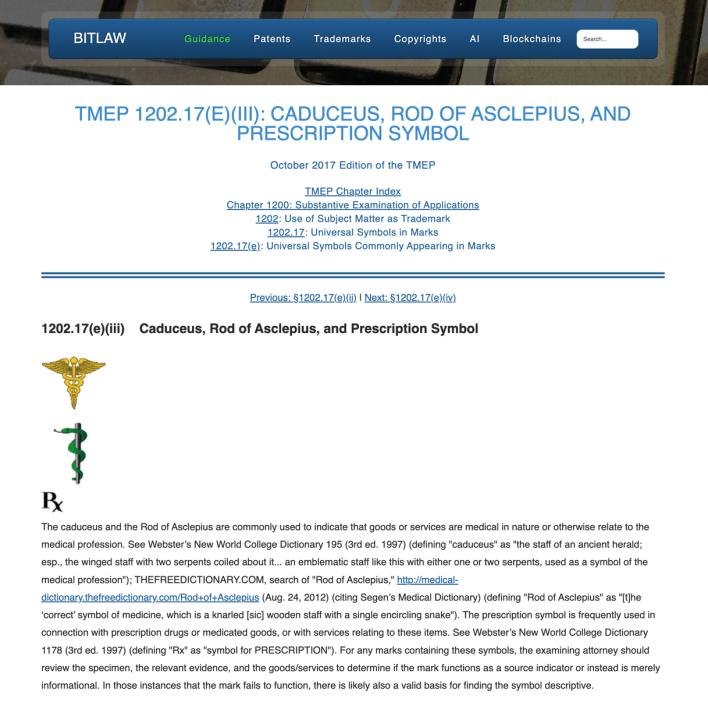 BITLAW
Guidance
Patents
Trademarks
Copyrights
AI
Blockchains
Search...
TMEP 1202.17(E)(III): CADUCEUS, ROD OF ASCLEPIUS, AND
PRESCRIPTION SYMBOL
October 2017 Edition of the TMEP
TMEP Chapter Index
Chapter 1200: Substantive Examination of Applications
1202: Use of Subject Matter as Trademark
1202.17: Universal Symbols in Marks
1202.17(e): Universal Symbols Commonly Appearing in Marks
Previous: §1202.17(e)(ii) | Next: §1202.17(e)(iv)
1202.17(e)(iii) Caduceus, Rod of Asclepius, and Prescription Symbol
Rx
The caduceus and the Rod of Asclepius are commonly used to indicate that goods or services are medical in nature or otherwise relate to the
medical profession. See Webster’s New World College Dictionary 195 (3rd ed. 1997) (defining "caduceus" as "the staff of an ancient herald;
esp., the winged staff with two serpents coiled about it... an emblematic staff like this with either one or two serpents, used as a symbol of the
medical profession"); THEFREEDICTIONARY.COM, search of "Rod of Asclepius," http://medical-
dictionary.thefreedictionary.com/Rod+of+Asclepius (Aug. 24, 2012) (citing Segen’s Medical Dictionary) (defining "Rod of Asclepius" as "[t]he
‘correct’ symbol of medicine, which is a knarled [sic] wooden staff with a single encircling snake"). The prescription symbol is frequently used in
connection with prescription drugs or medicated goods, or with services relating to these items. See Webster’s New World College Dictionary
1178 (3rd ed. 1997) (defining "Rx" as "symbol for PRESCRIPTION"). For any marks containing these symbols, the examining attorney should
review the specimen, the relevant evidence, and the goods/services to determine if the mark functions as a source indicator or instead is merely
informational. In those instances that the mark fails to function, there is likely also a valid basis for finding the symbol descriptive.